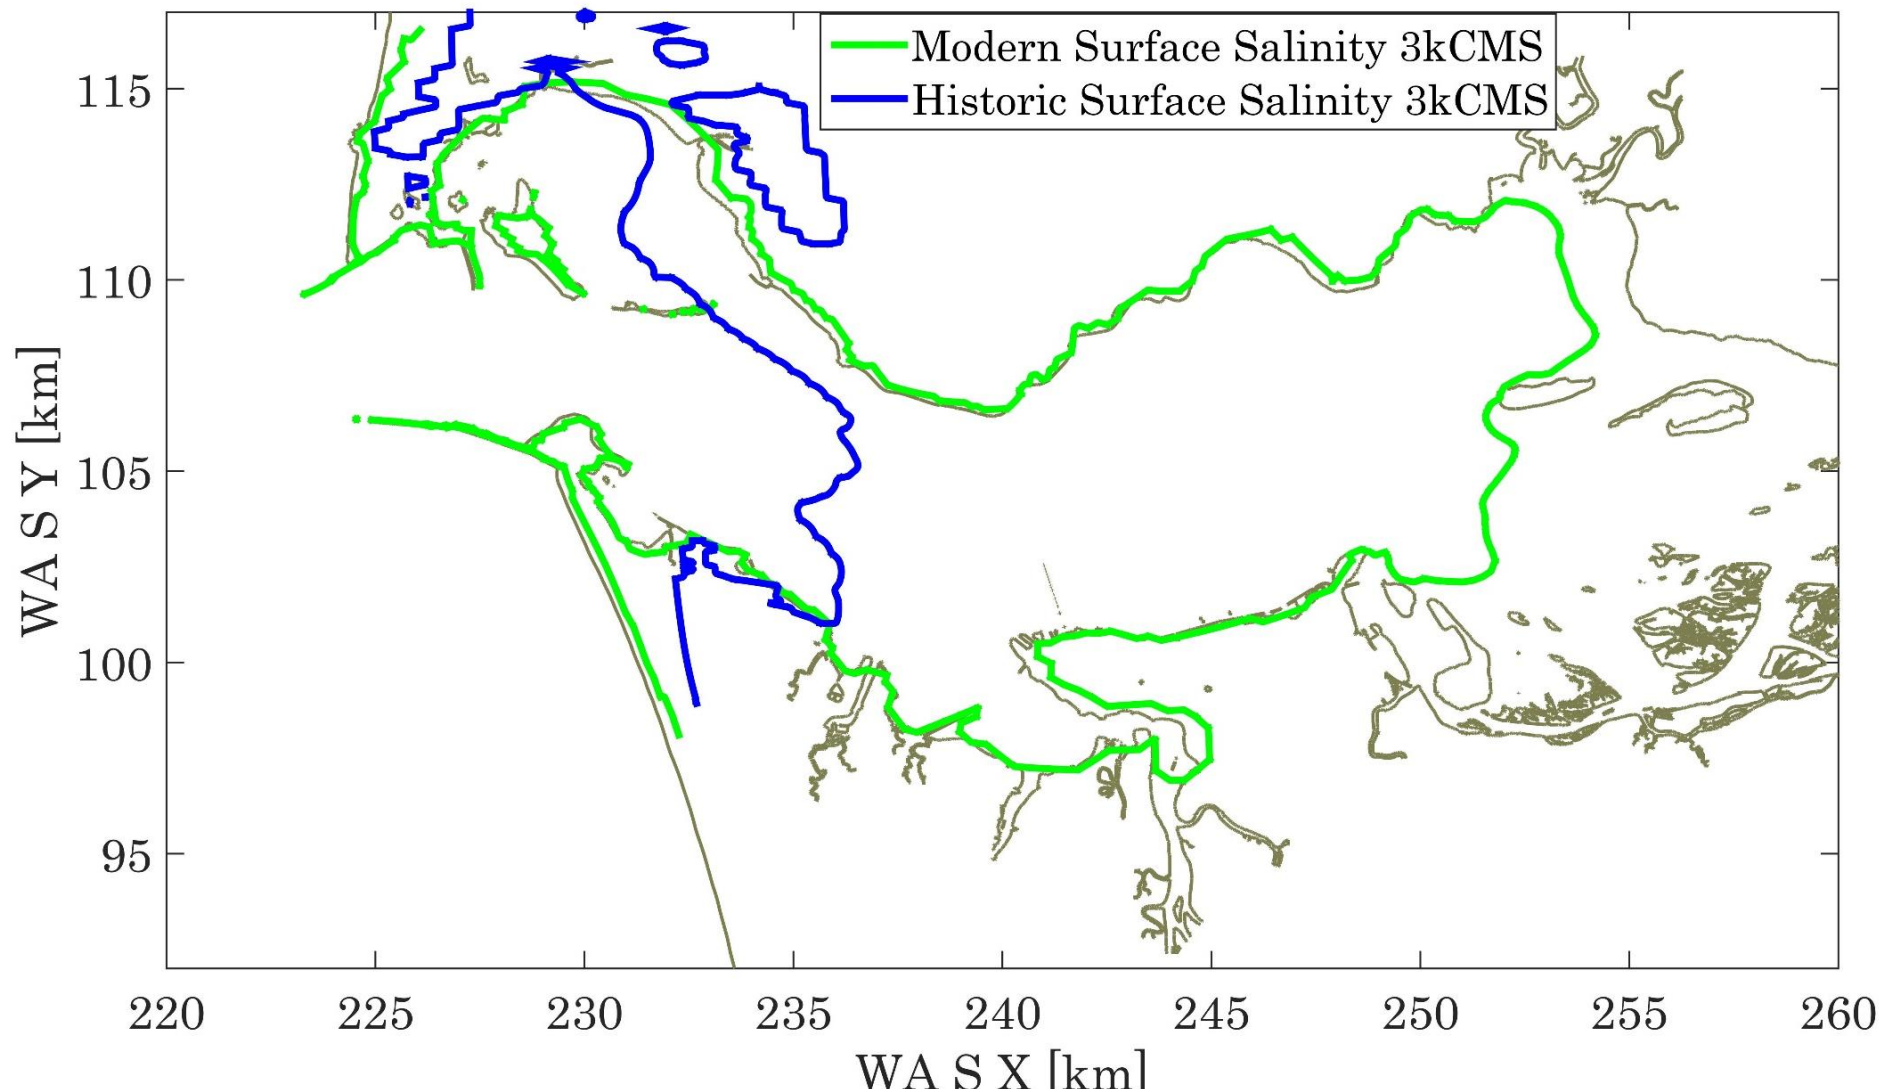 Modern Surface Salinity 3kCMS
Historic Surface Salinity 3kCMS
115
110
105
100
95
WA S Y [km]
220 225 230 235 240 245 250 255 260
WA S X [km]